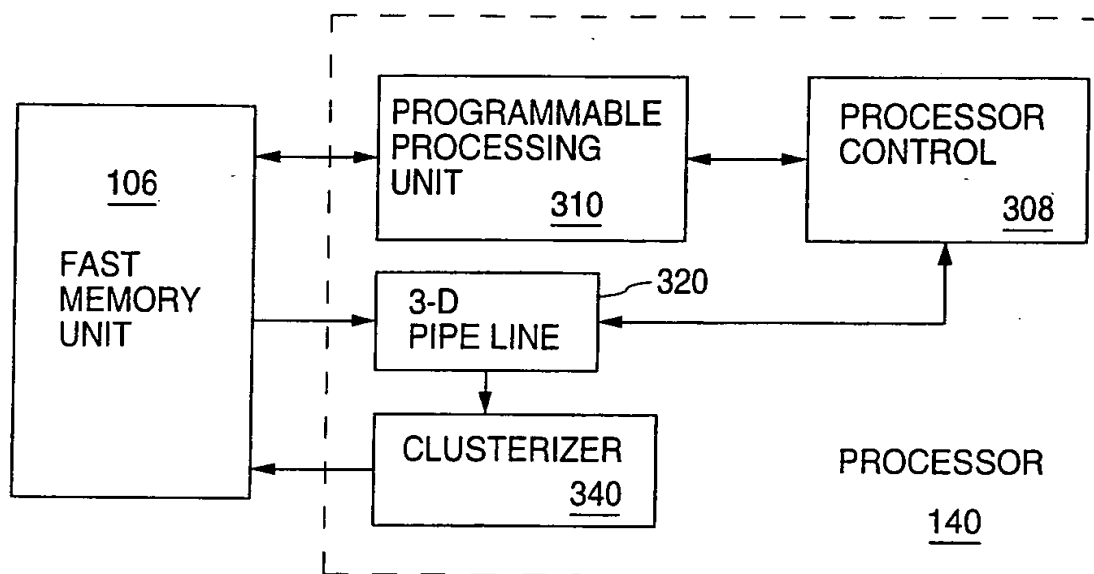 106
FAST
MEMORY
UNIT
PROGRAMMABLE
PROCESSING
UNIT
310
PROCESSOR
CONTROL
308
3-D
PIPE LINE
320
CLUSTERIZER
340
PROCESSOR
140